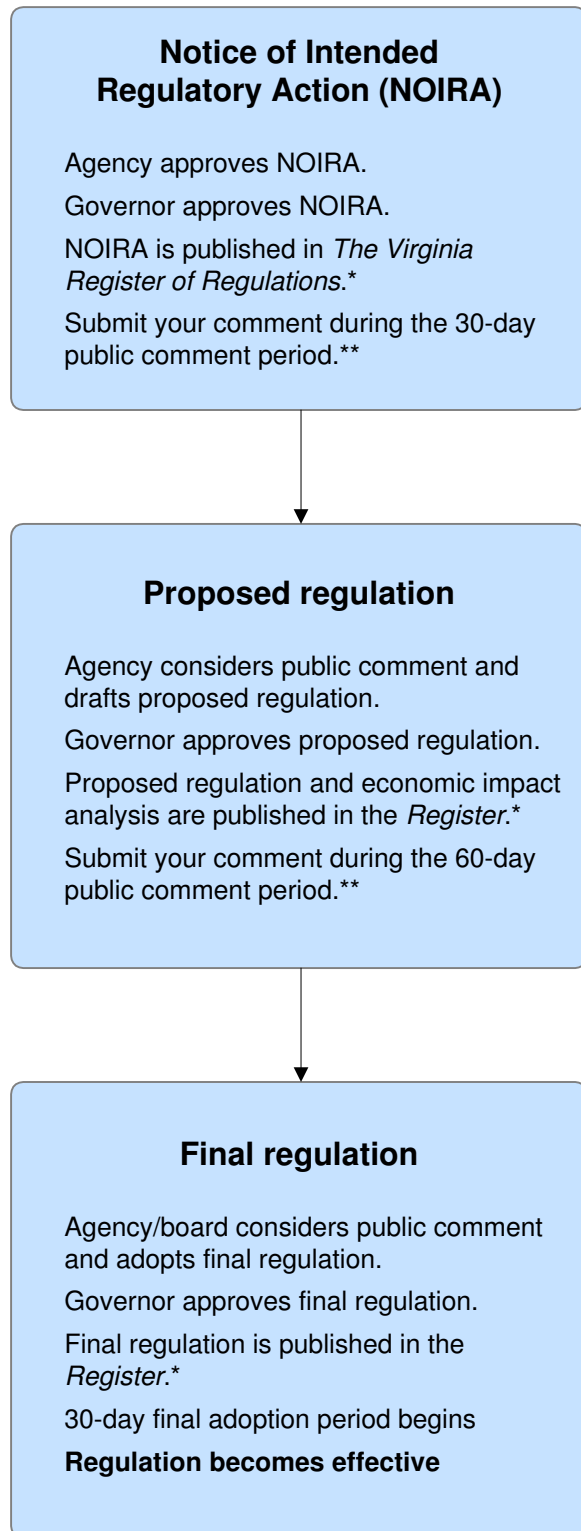 Notice of Intended
Regulatory Action (NOIRA)
Agency approves NOIRA.
Governor approves NOIRA.
NOIRA is published in The Virginia
Register of Regulations.*
Submit your comment during the 30-day
public comment period.**
Proposed regulation
Agency considers public comment and
drafts proposed regulation.
Governor approves proposed regulation.
Proposed regulation and economic impact
analysis are published in the Register.*
Submit your comment during the 60-day
public comment period.**
Final regulation
Agency/board considers public comment
and adopts final regulation.
Governor approves final regulation.
Final regulation is published in the
Register.*
30-day final adoption period begins
Regulation becomes effective